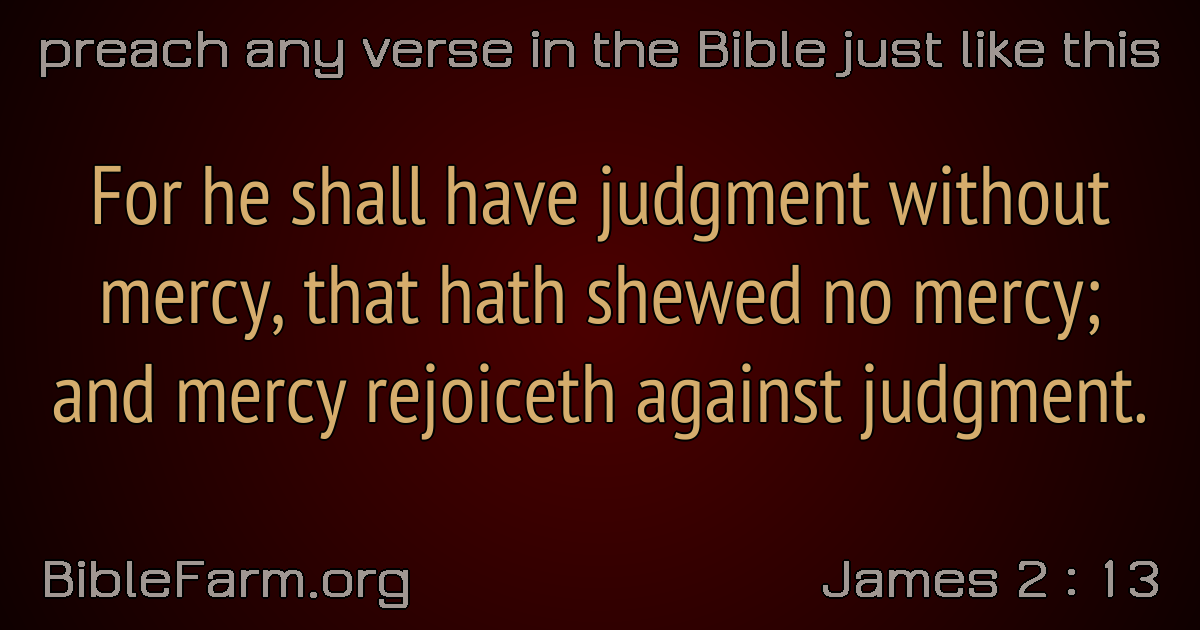 preach any verse in the Bible just like this
For he shall have judgment without
mercy, that hath shewed no mercy;
and mercy rejoiceth against judgment.
BibleFarm.org
James 2 : 13